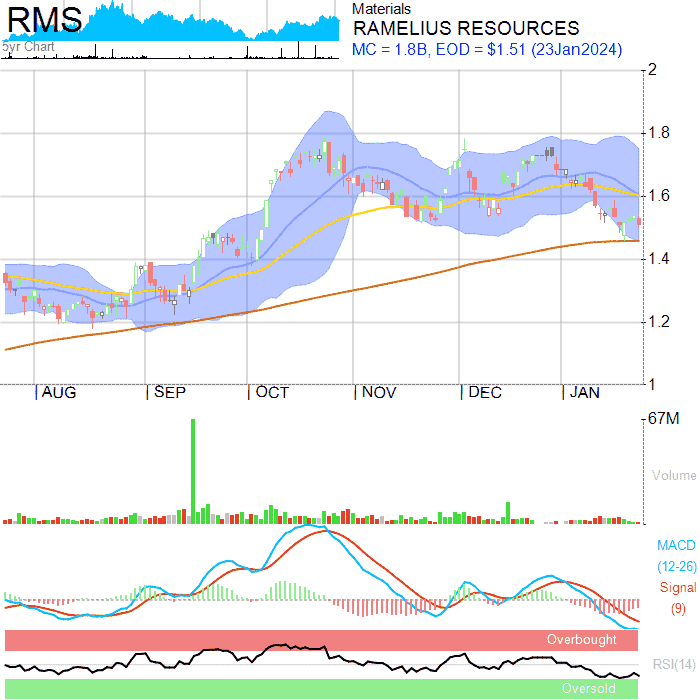 RMS
5yr Chart
Materials
RAMELIUS RESOURCES
MC = 1.8B, EOD = $1.51 (23Jan2024)
2
1.8
1.6
1.4
1.2
1
AUG SEP OCT NOV DEC JAN
67M
Volume
MACD
(12-26)
Signal
(9)
Overbought
RSI(14)
Oversold